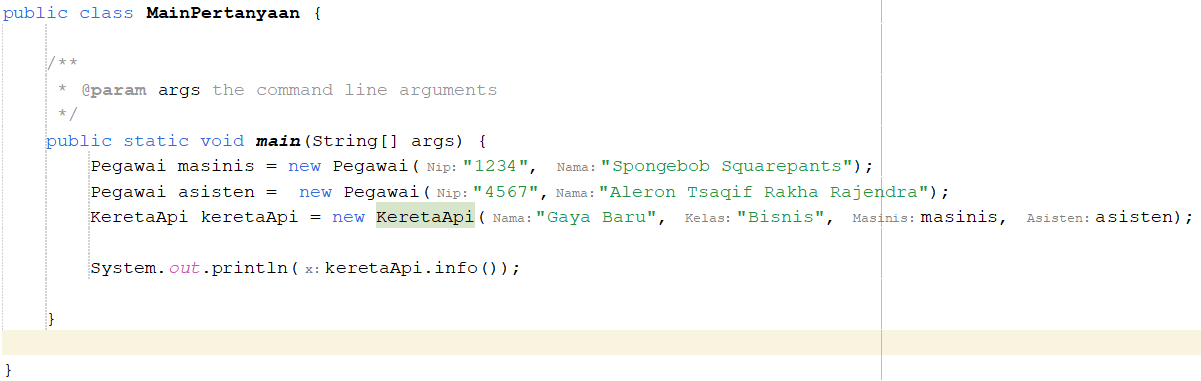 public class MainPertanyaan {
/**
* @param args the command line arguments
*/
public static void main(String[] args) {
Pegawai masinis = new Pegawai( Nip: "1234", Nama: "Spongebob Squarepants");
Pegawai asisten = new Pegawai( Nip: "4567", Nama: "Aleron Tsaqif Rakha Rajendra");
KeretaApi keretaApi = new KeretaApi( Nama: "Gaya Baru", Kelas: "Bisnis", Masinis: masinis, Asisten: asisten);
System.out.println( x: keretaApi.info());
}
}